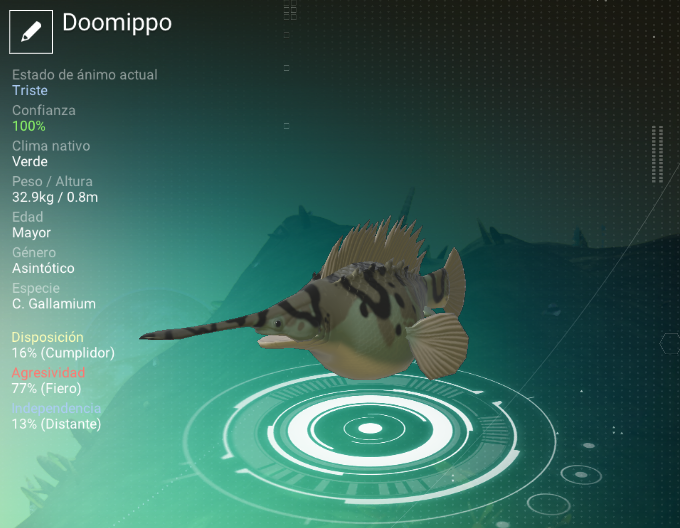 Doomippo
Estado de ánimo actual
Triste
Confianza
100%
Clima nativo
Verde
Peso / Altura
32.9kg / 0.8m
Edad
Mayor
Género
Asintótico
Especie
C. Gallamium
Disposición
16% (Cumplidor)
Agresividad
77% (Fiero)
Independencia
13% (Distante)